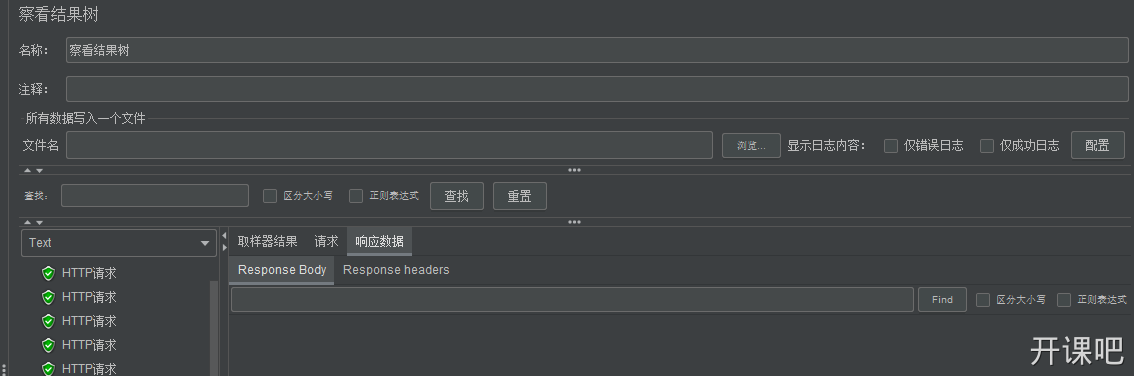 察看结果树
名称： 察看结果树
注释：
所有数据写入一个文件
文件名 浏览... 显示日志内容： 仅错误日志 仅成功日志 配置
查找： 区分大小写 正则表达式 查找 重置
Text 取样器结果 请求 响应数据
HTTP请求 Response Body Response headers
HTTP请求 Find 区分大小写 正则表达式
HTTP请求
HTTP请求
HTTP请求
开课吧